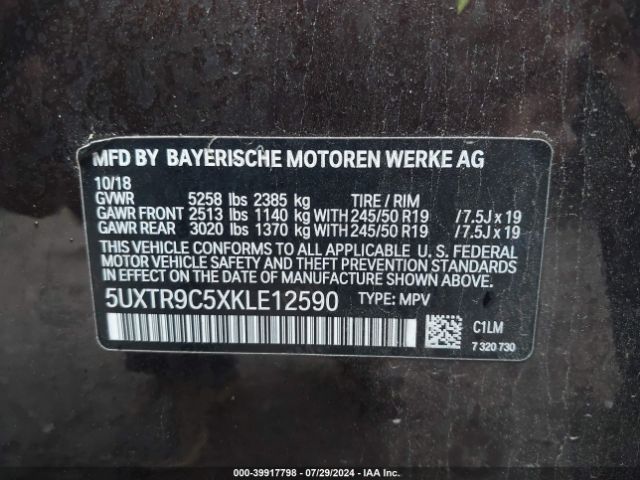 MFD BY BAYERISCHE MOTOREN WERKE AG
10/18
GVWR 5258 lbs 2385 kg TIRE / RIM
GAWR FRONT 2513 lbs 1140 kg WITH 245/50 R19 /7.5J x 19
GAWR REAR 3020 lbs 1370 kg WITH 245/50 R19 /7.5J x 19
THIS VEHICLE CONFORMS TO ALL APPLICABLE U. S. FEDERAL
MOTOR VEHICLE SAFETY, BUMPER, AND THEFT PREVENTION
STANDARDS IN EFFECT ON THE DATE OF MANUFACTURE SHOWN ABOVE.
5UXTR9C5XKLE12590 TYPE: MPV
C1LM
7 320 730
000-39917798 - 07/29/2024 - IAA Inc.